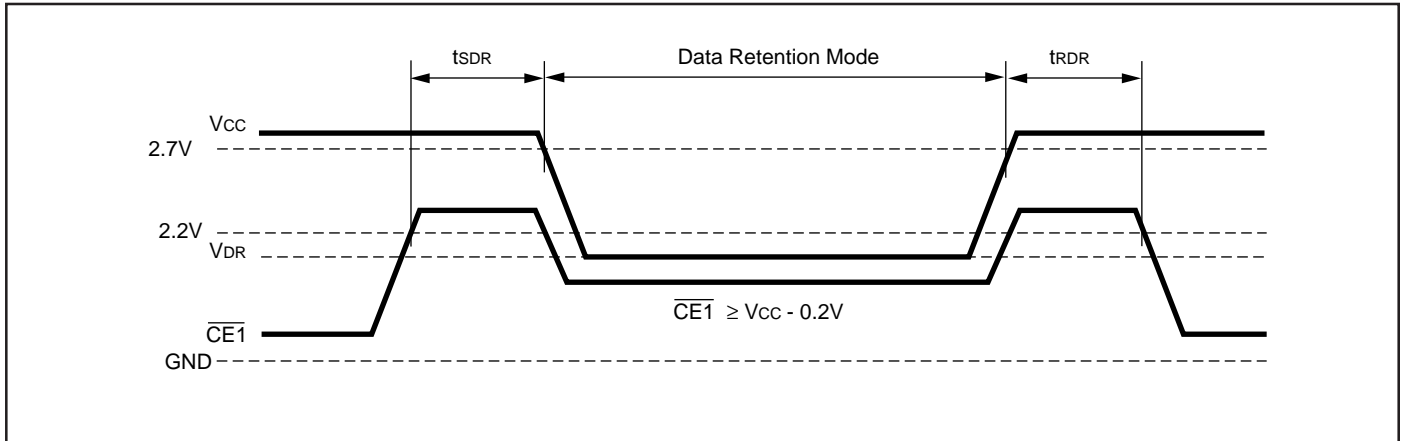 tSDR Data Retention Mode tRDR
VCC
2.7V
2.2V
VDR
CE1 ≥ VCC - 0.2V
CE1
GND